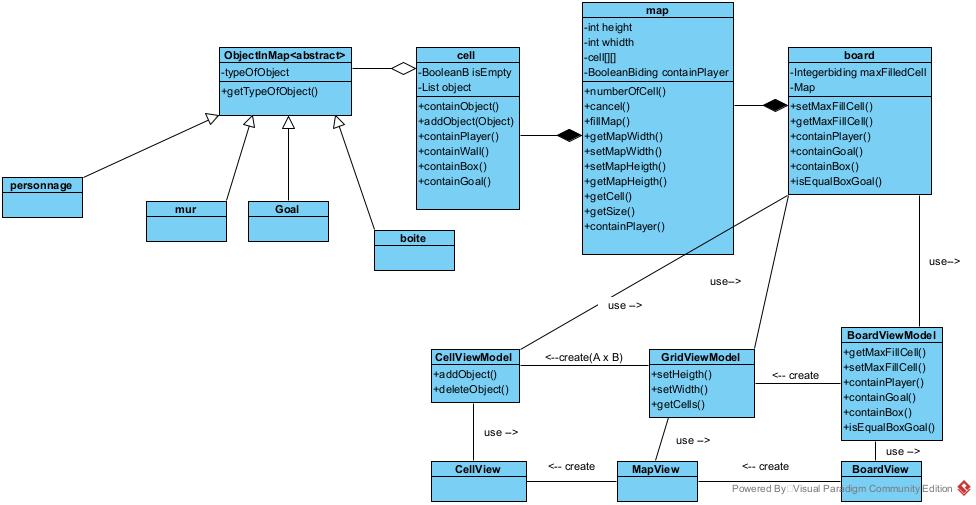 map
-int height
-int whidth
-cell[][]
-BooleanBiding containPlayer
+numberOfCell()
+cancel()
+fillMap()
+getMapWidth()
+setMapWidth()
+setMapHeigth()
+getMapHeigth()
+getCell()
+getSize()
+containPlayer()
ObjectInMap<abstract>
-typeOfObject
+getTypeOfObject()
cell
-BooleanB isEmpty
-List object
+containObject()
+addObject(Object)
+containPlayer()
+containWall()
+containBox()
+containGoal()
board
-Integerbiding maxFilledCell
-Map
+setMaxFillCell()
+getMaxFillCell()
+containPlayer()
+containGoal()
+containBox()
+isEqualBoxGoal()
personnage
mur
Goal
boite
use-->
use-->
use -->
CellViewModel
+addObject()
+deleteObject()
<--create(A x B)
GridViewModel
+setHeigth()
+setWidth()
+getCells()
<-- create
BoardViewModel
+getMaxFillCell()
+setMaxFillCell()
+containPlayer()
+containGoal()
+containBox()
+isEqualBoxGoal()
use -->
use -->
use -->
CellView
<-- create
MapView
<-- create
BoardView
Powered By Visual Paradigm Community Edition